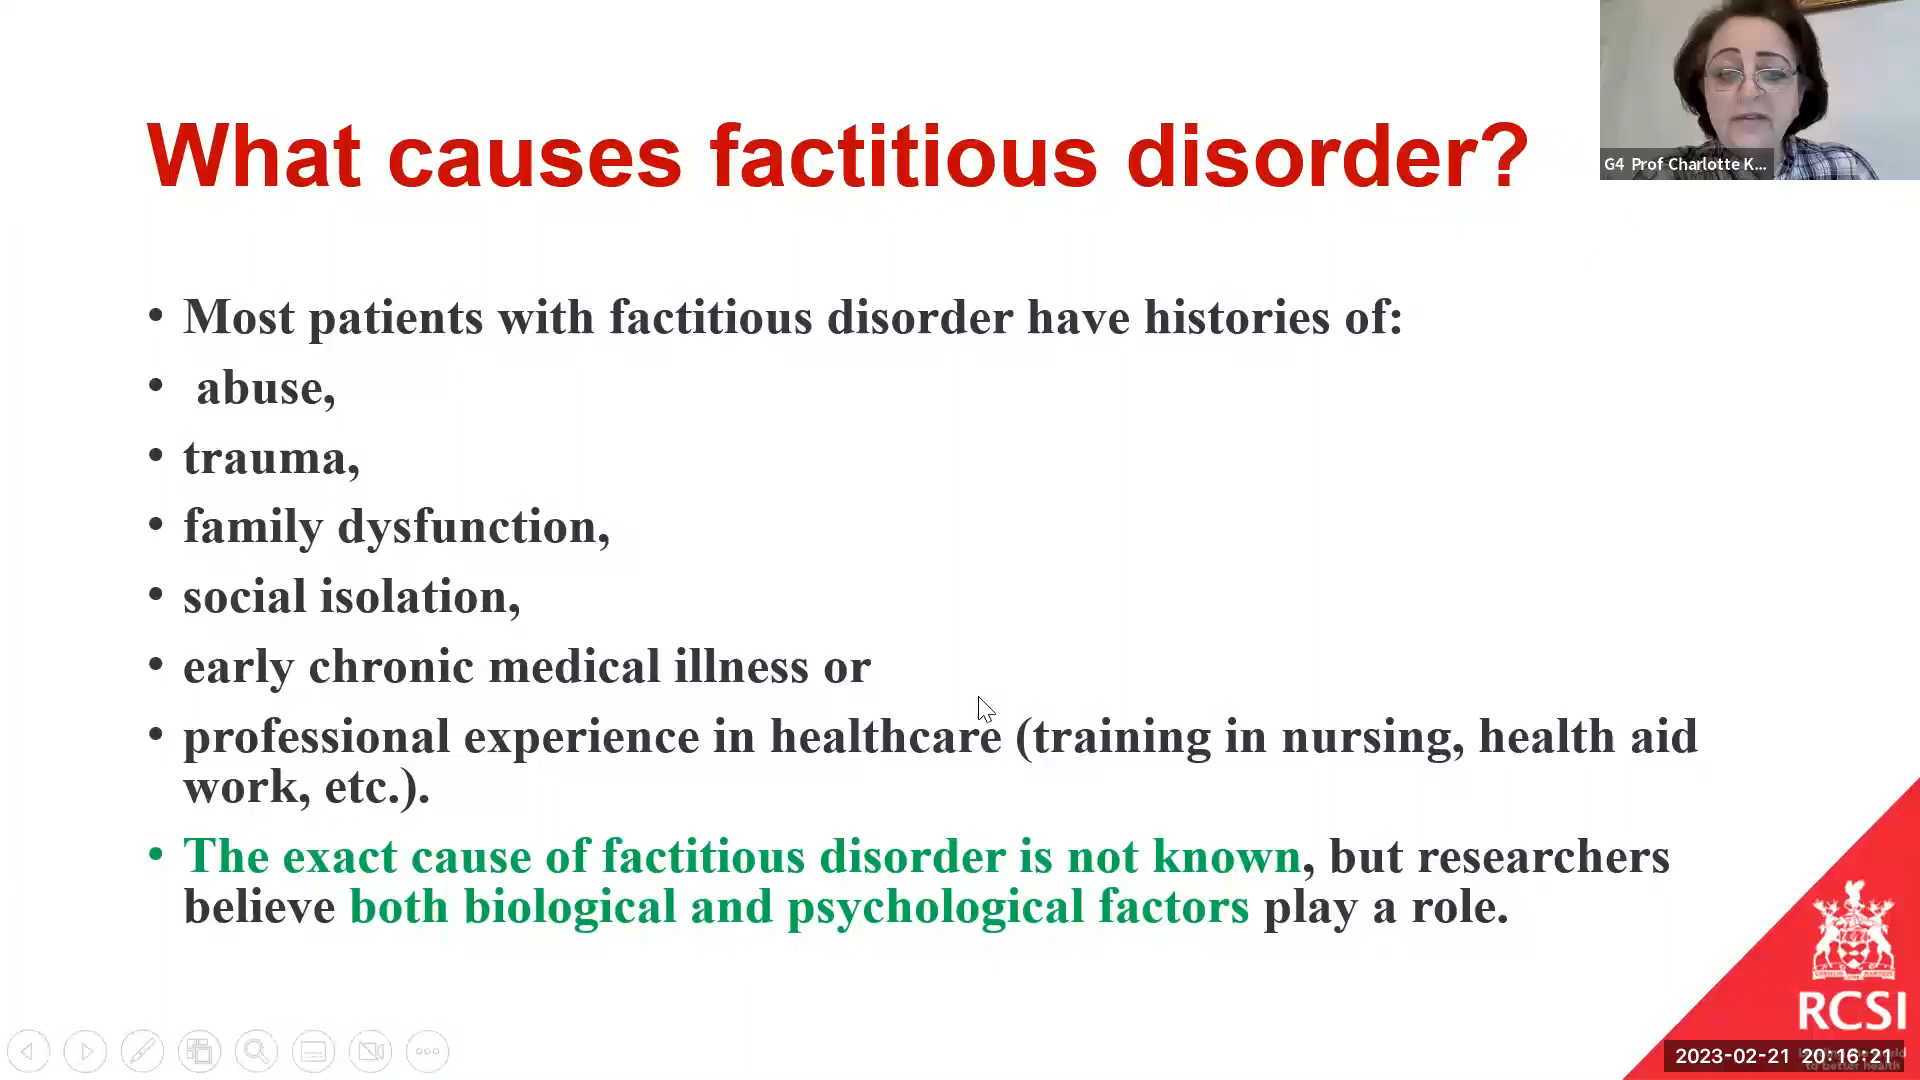 What causes factitious disorder?
G4 Prof Charlotte K...
• Most patients with factitious disorder have histories of:
• abuse,
• trauma,
• family dysfunction,
• social isolation,
• early chronic medical illness or
• professional experience in healthcare (training in nursing, health aid
work, etc.).
• The exact cause of factitious disorder is not known, but researchers
believe both biological and psychological factors play a role.
RCSI
2023-02-21 20:16:21
to better health